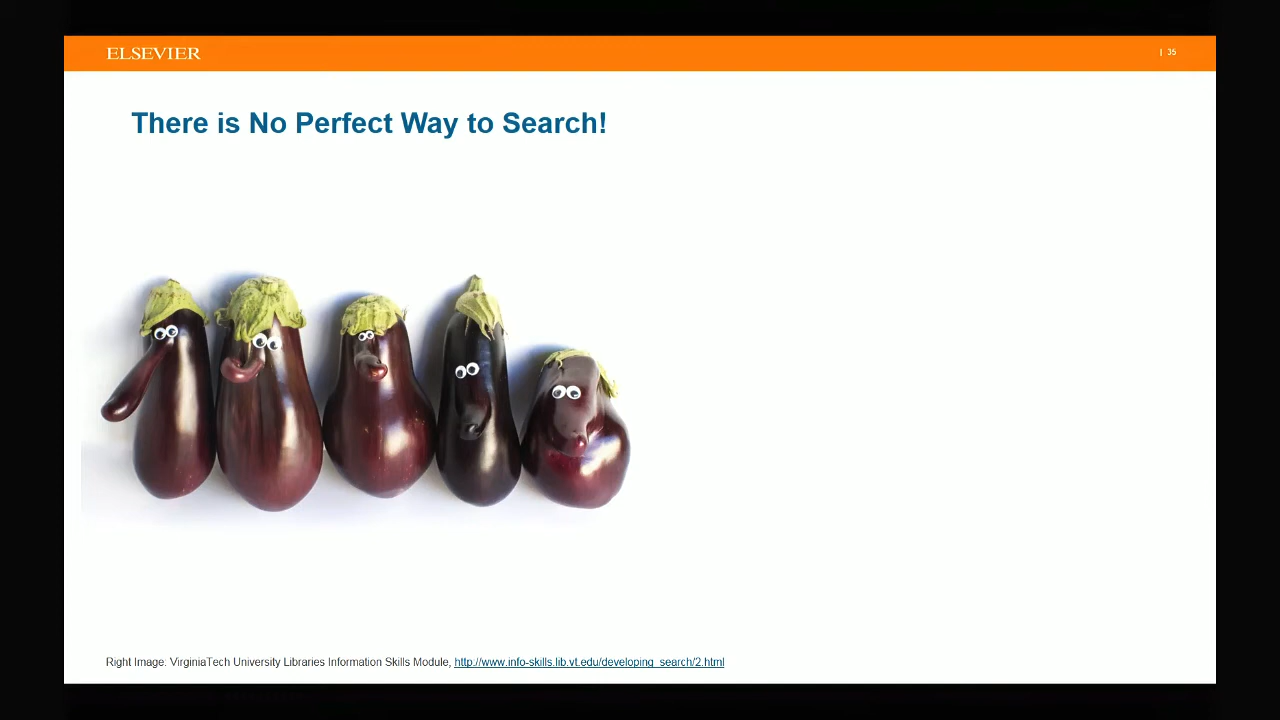 ELSEVIER
| 35
There is No Perfect Way to Search!
Right Image: VirginiaTech University Libraries Information Skills Module, http://www.info-skills.lib.vt.edu/developing_search/2.html